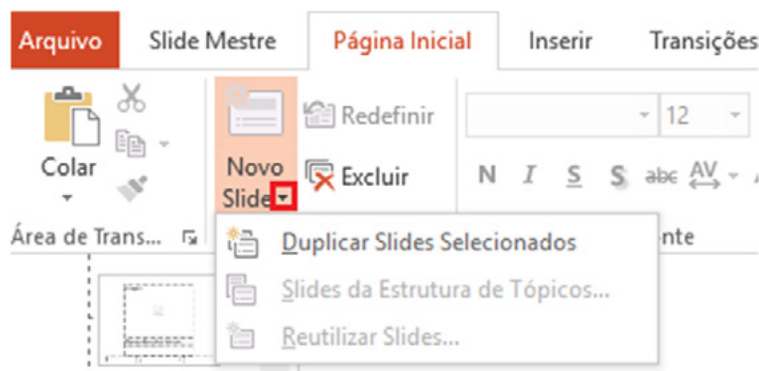 Arquivo Slide Mestre Página Inicial Inserir Transições
Colar
Novo Slide
Redefinir
Excluir
12
N I S S abc AV
Área de Trans... nte
Duplicar Slides Selecionados
Slides da Estrutura de Tópicos...
Reutilizar Slides...